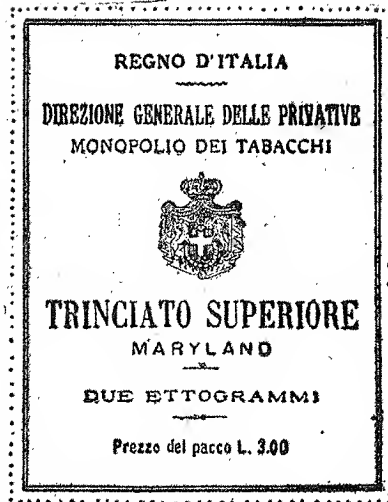 REGNO D'ITALIA
DIREZIONE GENERALE DELLE PRIVATIVE
MONOPOLIO DEI TABACCHI
TRINCIATO SUPERIORE
MARYLAND
DUE ETTOGRAMMI
Prezzo del pacco L. 3.00